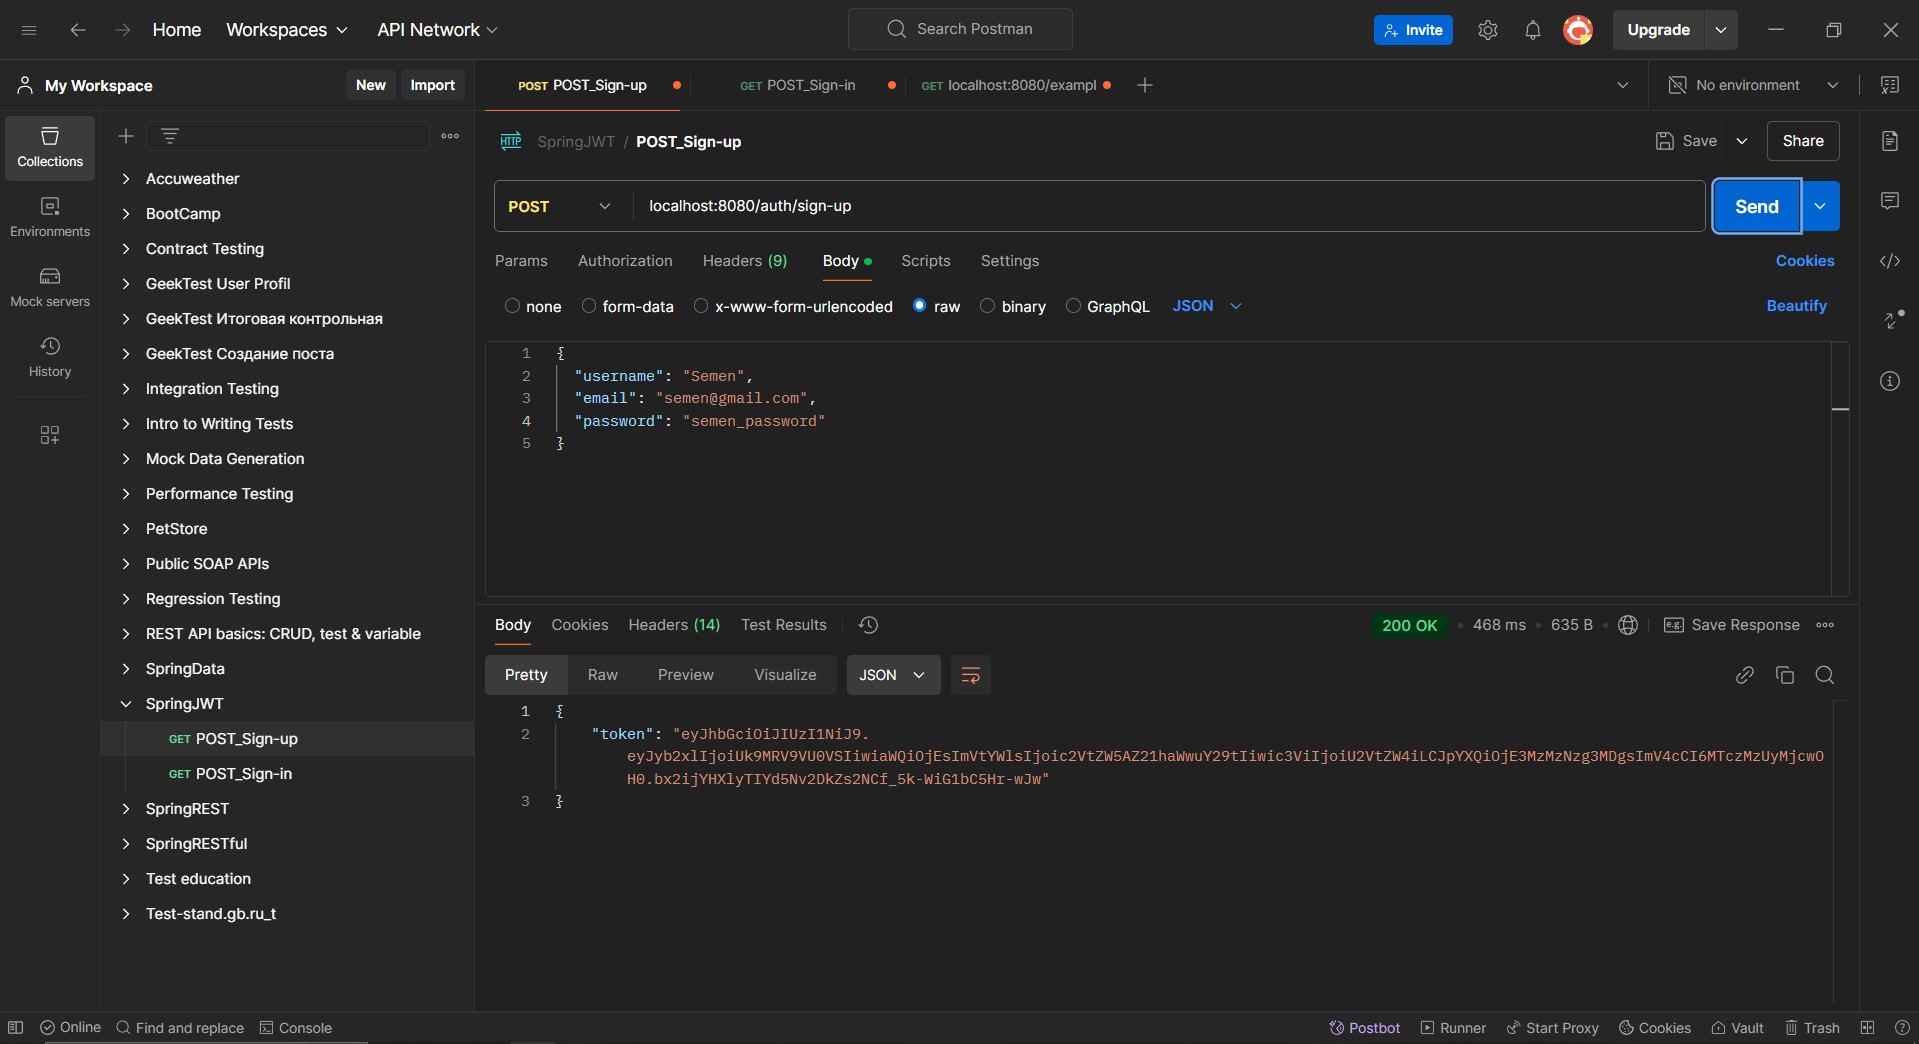 Home Workspaces API Network Search Postman Invite Upgrade
My Workspace New Import POST POST_Sign-up GET POST_Sign-in GET localhost:8080/exampl No environment
Collections
Environments
Mock servers
History
Accuweather
BootCamp
Contract Testing
GeekTest User Profil
GeekTest Итоговая контрольная
GeekTest Создание поста
Integration Testing
Intro to Writing Tests
Mock Data Generation
Performance Testing
PetStore
Public SOAP APIs
Regression Testing
REST API basics: CRUD, test & variable
SpringData
SpringJWT
GET POST_Sign-up
GET POST_Sign-in
SpringREST
SpringRESTful
Test education
Test-stand.gb.ru_t
HTTP SpringJWT / POST_Sign-up Save Share
POST localhost:8080/auth/sign-up Send
Params Authorization Headers (9) Body Scripts Settings Cookies
none form-data x-www-form-urlencoded raw binary GraphQL JSON Beautify
1 {
2 "username": "Semen",
3 "email": "semen@gmail.com",
4 "password": "semen_password"
5 }
Body Cookies Headers (14) Test Results 200 OK 468 ms 635 B e.g. Save Response
Pretty Raw Preview Visualize JSON
1 {
2 "token": "eyJhbGciOiJIUzI1NiJ9.
eyJyb2xlIjoiUk9MRV9VU0VSIiwiaWQiOjEsImVtYWlsIjoic2VtZW5AZ21haWwuY29tIiwic3ViIjoiU2VtZW4iLCJpYXQiOjE3MzMzNzg3MDgsImV4cCI6MTczMzUyMjcwO
H0.bx2ijYHXlyTIYd5Nv2DkZs2NCf_5k-WiG1bC5Hr-wJw"
3 }
Online Find and replace Console Postbot Runner Start Proxy Cookies Vault Trash